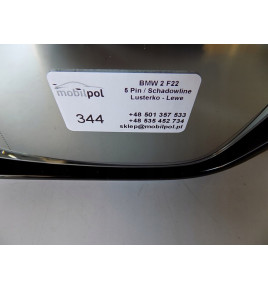 mobilpol
BMW 2 F22
5 Pin / Schadowline
Lusterko - Lewe
344
+48 501 357 533
+48 535 452 734
sklep@mobilpol.pl